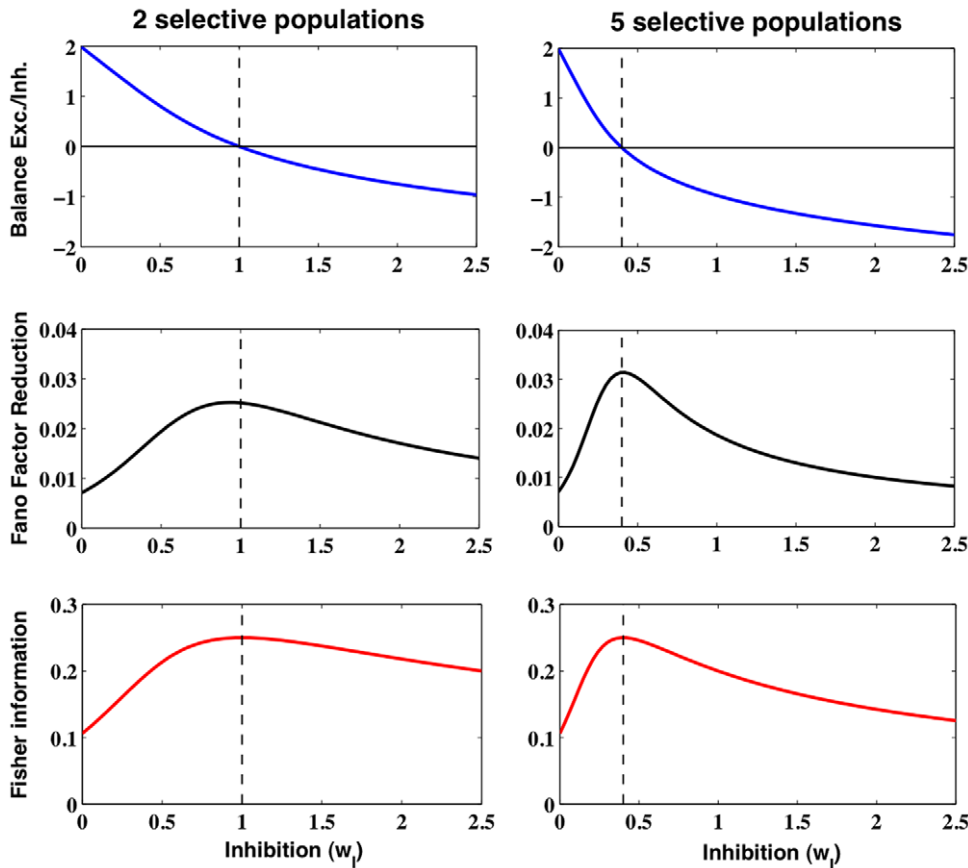 2 selective populations
5 selective populations
Balance Exc./Inh.
2
1
0
−1
−2
0 0.5 1 1.5 2 2.5
2
1
0
−1
−2
0 0.5 1 1.5 2 2.5
Fano Factor Reduction
0.04
0.03
0.02
0.01
0
0 0.5 1 1.5 2 2.5
0.04
0.03
0.02
0.01
0
0 0.5 1 1.5 2 2.5
Fisher information
0.3
0.2
0.1
0
0 0.5 1 1.5 2 2.5
Inhibition (w_I)
0.3
0.2
0.1
0
0 0.5 1 1.5 2 2.5
Inhibition (w_I)